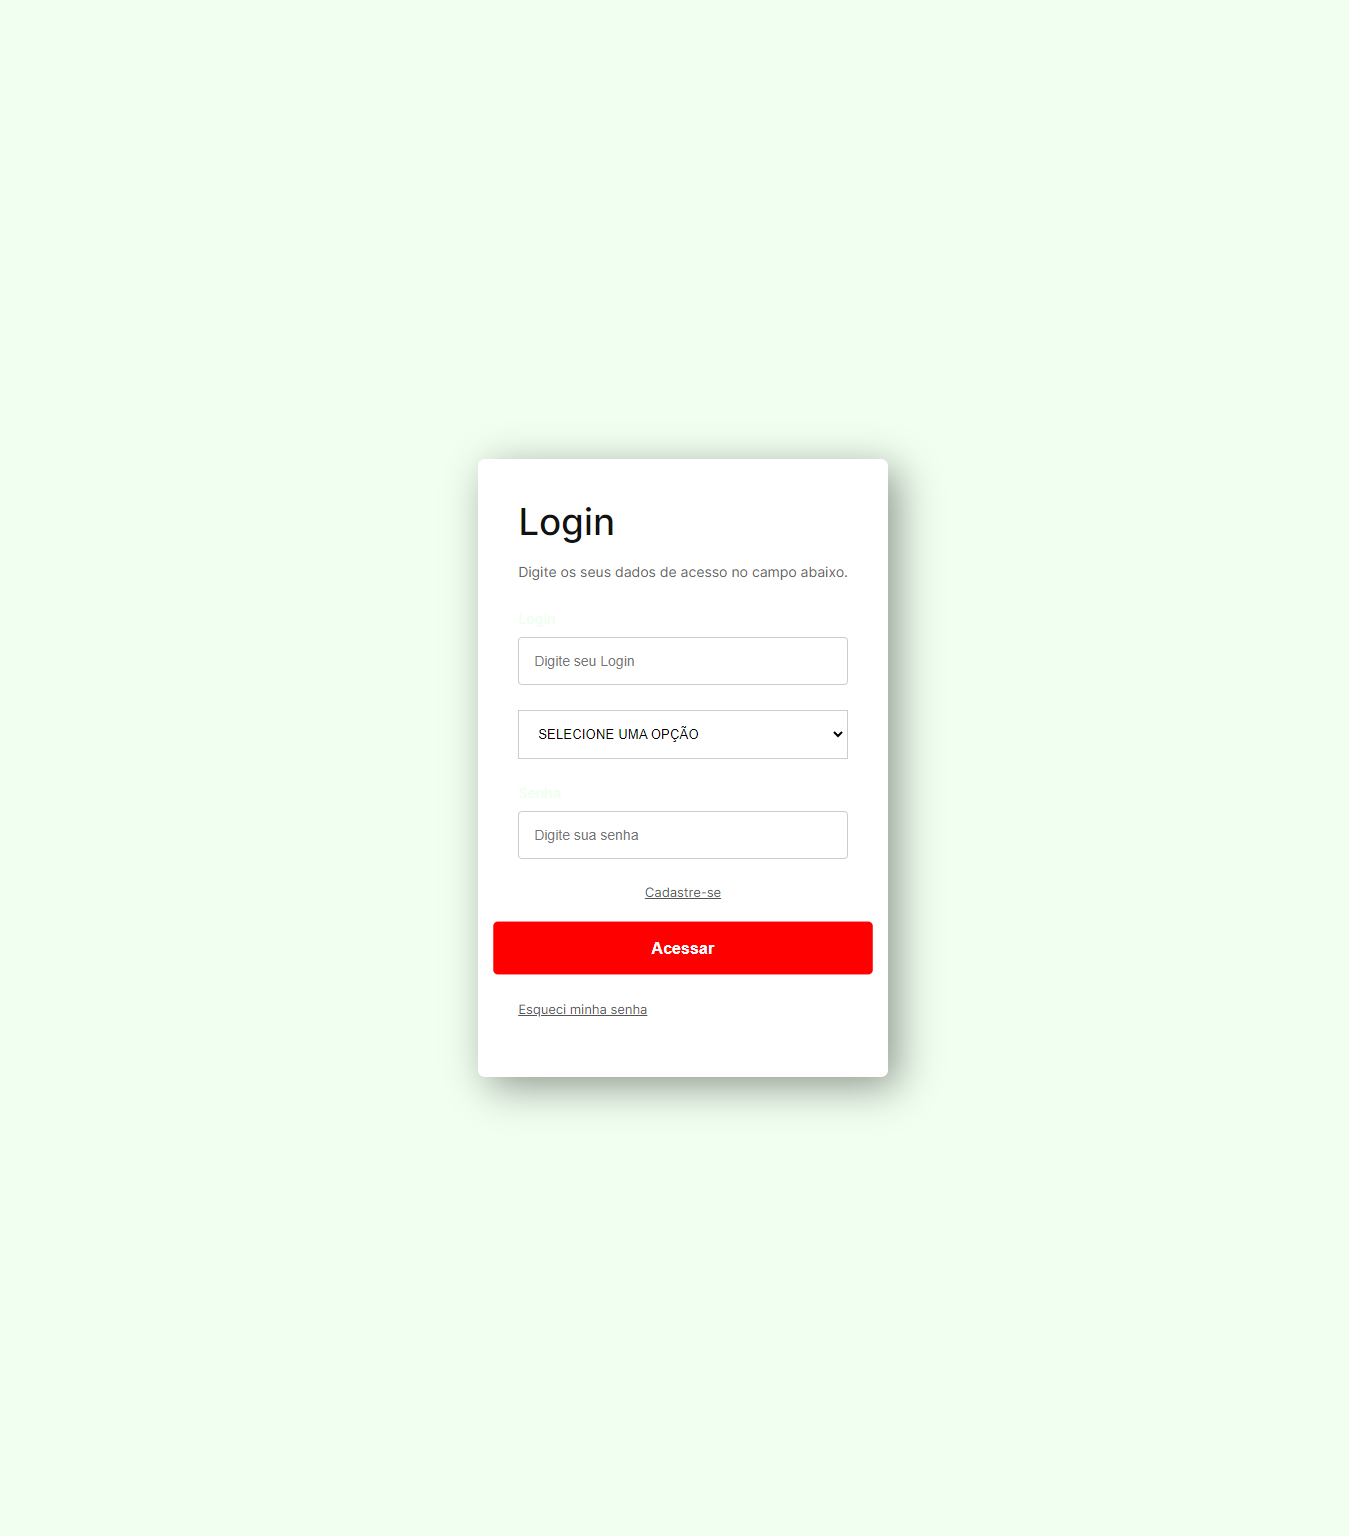 Login
Digite os seus dados de acesso no campo abaixo.
Login
Digite seu Login
SELECIONE UMA OPÇÃO
Senha
Digite sua senha
Cadastre-se
Acessar
Esqueci minha senha